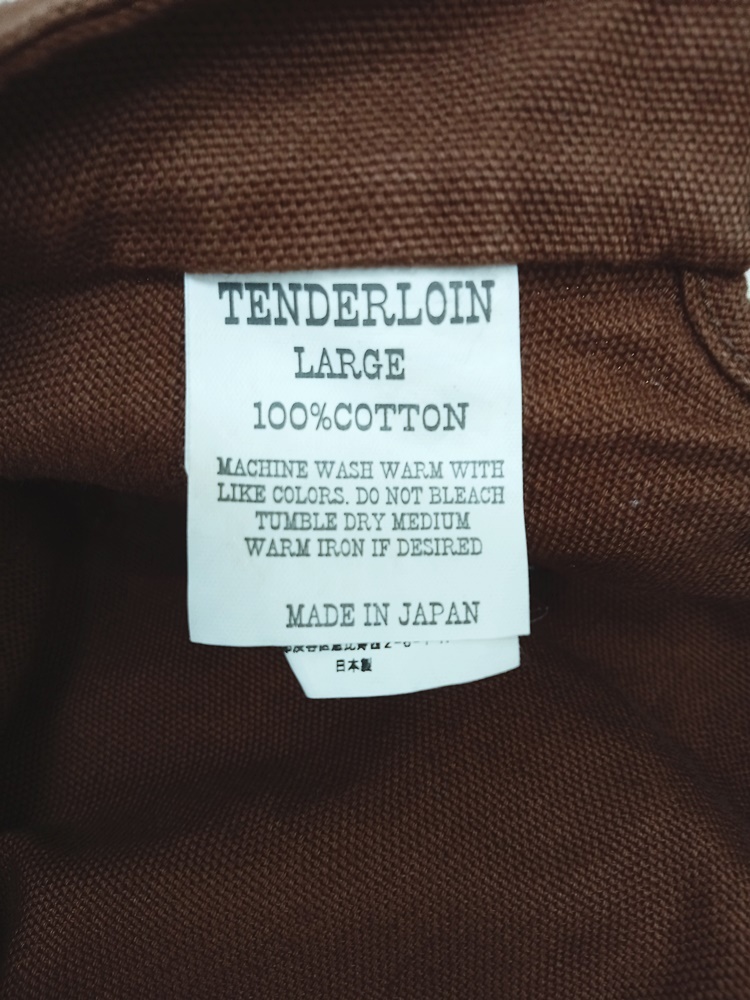 TENDERLOIN
LARGE
100%COTTON
MACHINE WASH WARM WITH
LIKE COLORS. DO NOT BLEACH
TUMBLE DRY MEDIUM
WARM IRON IF DESIRED
MADE IN JAPAN
日本製